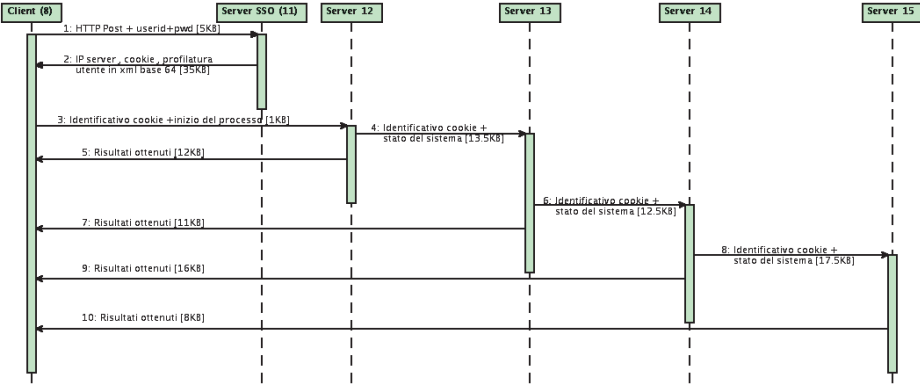 Client (8)
Server SSO (11)
Server 12
Server 13
Server 14
Server 15
1: HTTP Post + userid+pwd [5KB]
2: IP server, cookie, profilatura
utente in xml base 64 [35KB]
3: Identificativo cookie +inizio del processo [1KB]
4: Identificativo cookie +
stato del sistema [13.5KB]
5: Risultati ottenuti [12KB]
6: Identificativo cookie +
stato del sistema [12.5KB]
7: Risultati ottenuti [11KB]
8: Identificativo cookie +
stato del sistema [17.5KB]
9: Risultati ottenuti [16KB]
10: Risultati ottenuti [8KB]